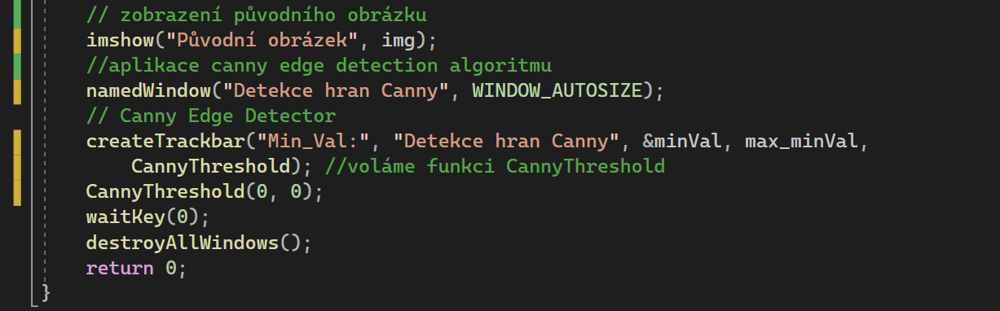 // zobrazení původního obrázku
imshow("Původní obrázek", img);
//aplikace canny edge detection algoritmu
namedWindow("Detekce hran Canny", WINDOW_AUTOSIZE);
// Canny Edge Detector
createTrackbar("Min_Val:", "Detekce hran Canny", &minVal, max_minVal,
CannyThreshold); //voláme funkci CannyThreshold
CannyThreshold(0, 0);
waitKey(0);
destroyAllWindows();
return 0;
}